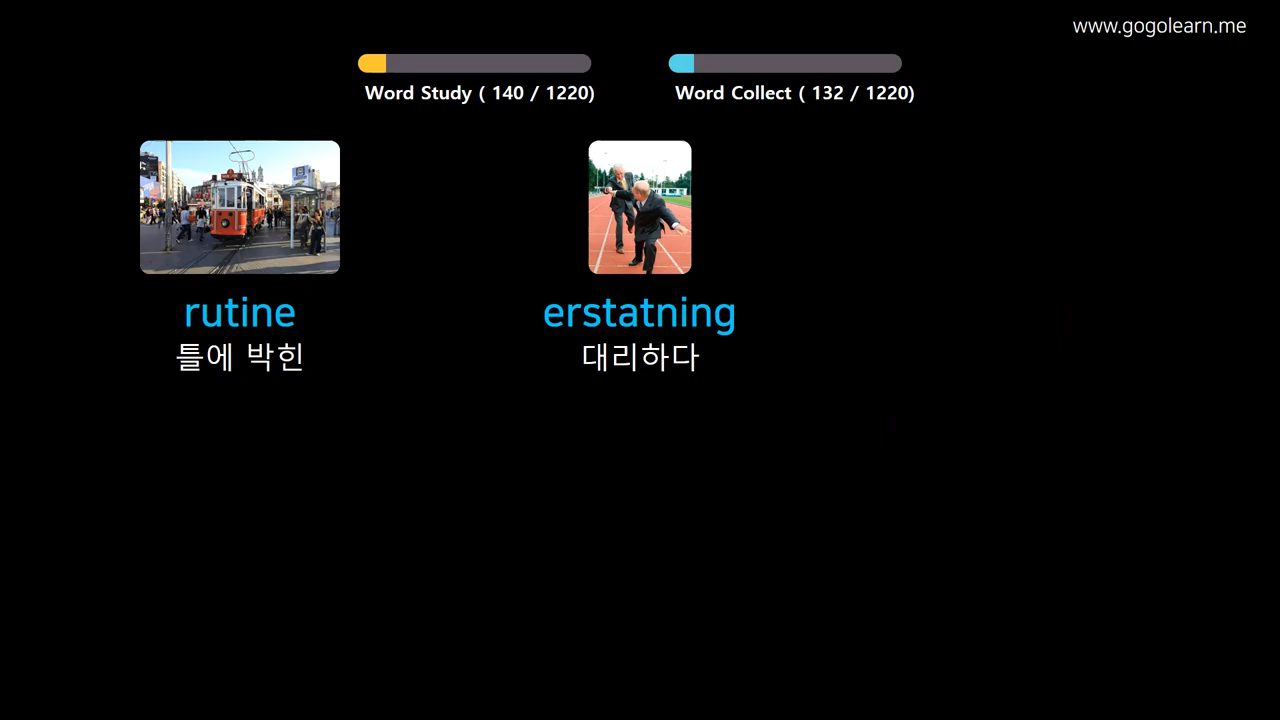 www.gogolearn.me
Word Study ( 140 / 1220)
Word Collect ( 132 / 1220)
rutine
틀에 박힌
erstatning
대리하다